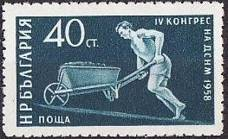 40 СТ.
IV КОНГРЕС
НА ДСНМ 1958
НР БЪЛГАРИЯ
ПОЩА